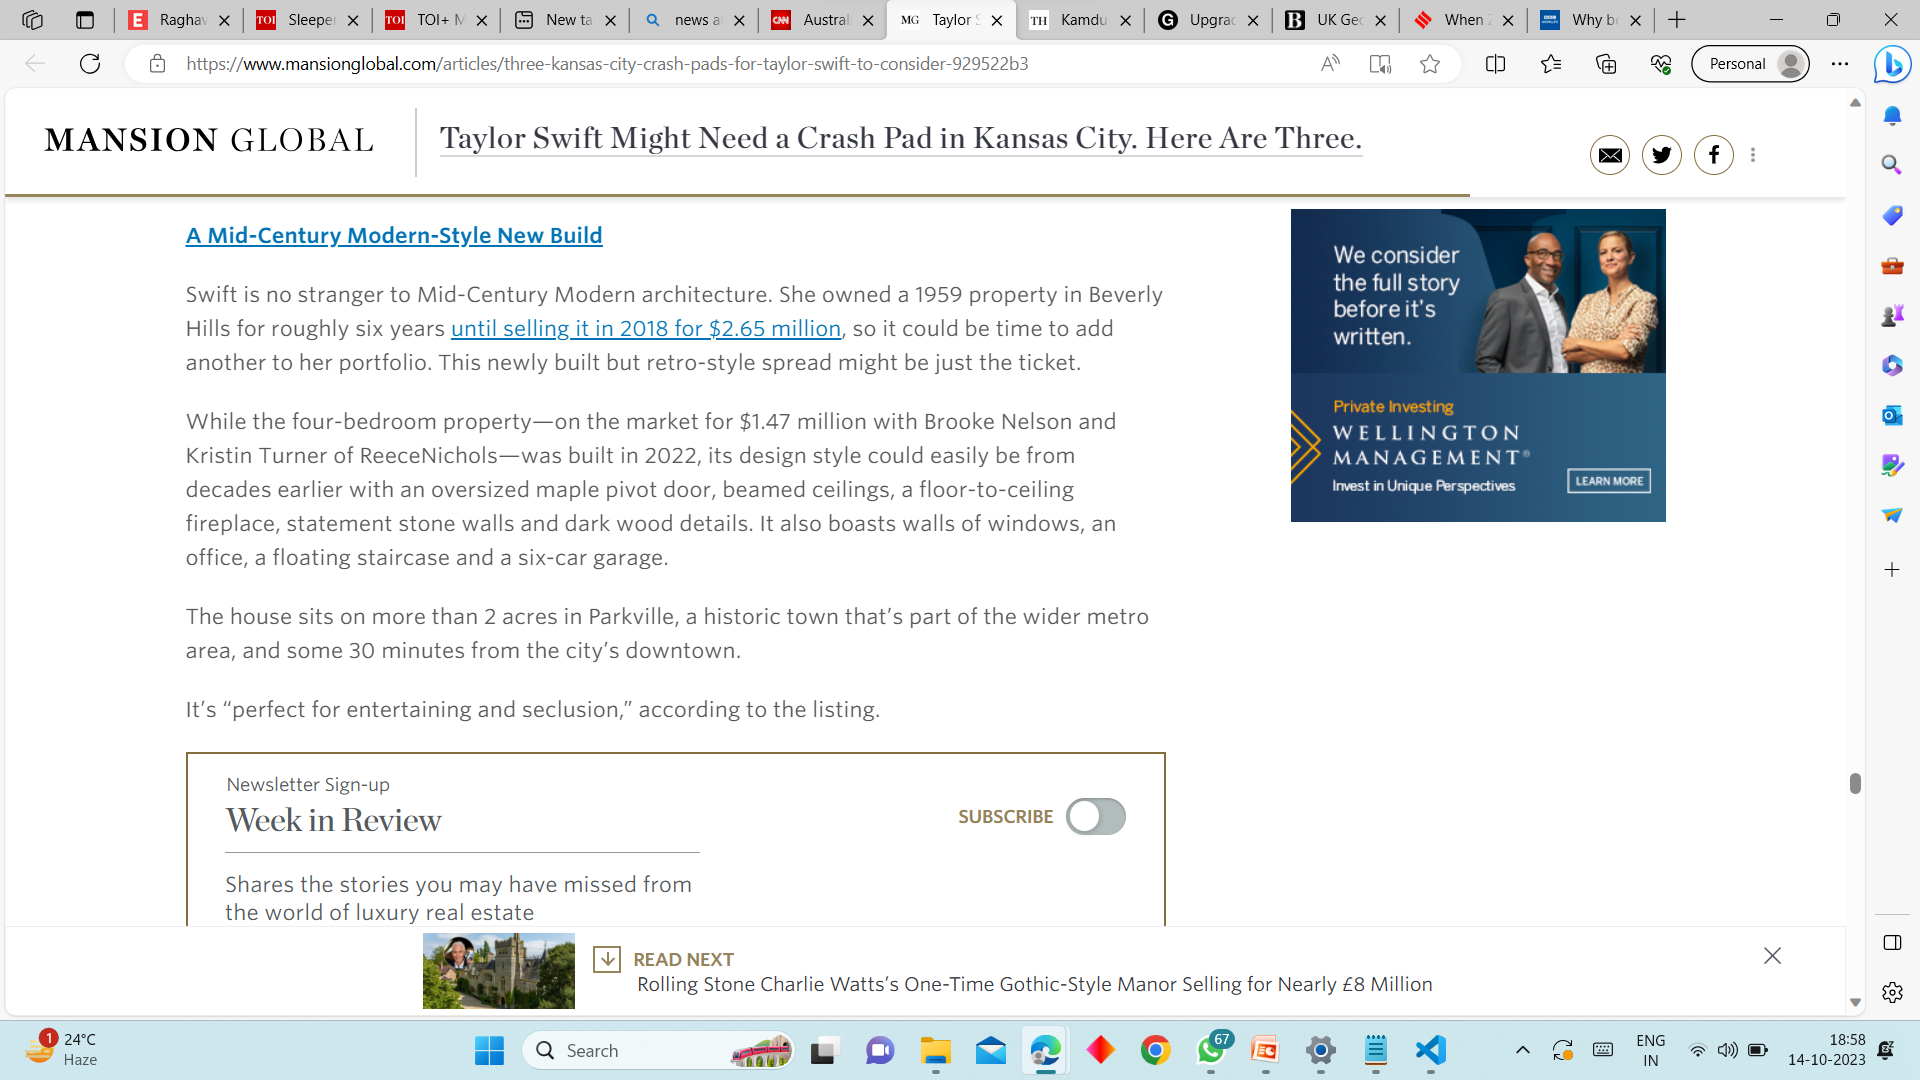 Raghav
TOI Sleeper
TOI TOI+ M
New ta
news a
CNN Austral
MG Taylor S
TH Kamdu
G Upgrac
B UK Gec
When
BBC Why b
https://www.mansionglobal.com/articles/three-kansas-city-crash-pads-for-taylor-swift-to-consider-929522b3
Personal
MANSION GLOBAL
Taylor Swift Might Need a Crash Pad in Kansas City. Here Are Three.
A Mid-Century Modern-Style New Build
Swift is no stranger to Mid-Century Modern architecture. She owned a 1959 property in Beverly
Hills for roughly six years until selling it in 2018 for $2.65 million, so it could be time to add
another to her portfolio. This newly built but retro-style spread might be just the ticket.
While the four-bedroom property—on the market for $1.47 million with Brooke Nelson and
Kristin Turner of ReeceNichols—was built in 2022, its design style could easily be from
decades earlier with an oversized maple pivot door, beamed ceilings, a floor-to-ceiling
fireplace, statement stone walls and dark wood details. It also boasts walls of windows, an
office, a floating staircase and a six-car garage.
The house sits on more than 2 acres in Parkville, a historic town that’s part of the wider metro
area, and some 30 minutes from the city’s downtown.
It’s “perfect for entertaining and seclusion,” according to the listing.
We consider
the full story
before it's
written.
Private Investing
WELLINGTON
MANAGEMENT®
Invest in Unique Perspectives
LEARN MORE
Newsletter Sign-up
Week in Review
SUBSCRIBE
Shares the stories you may have missed from
the world of luxury real estate
READ NEXT
Rolling Stone Charlie Watts’s One-Time Gothic-Style Manor Selling for Nearly £8 Million
1
24°C
Haze
Search
67
ENG
IN
18:58
14-10-2023